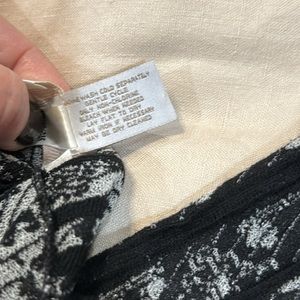 MACHINE WASH COLD SEPARATELY
GENTLE CYCLE
ONLY NON-CHLORINE
BLEACH WHEN NEEDED
LAY FLAT TO DRY
WARM IRON IF NECESSARY
MAY BE DRY CLEANED